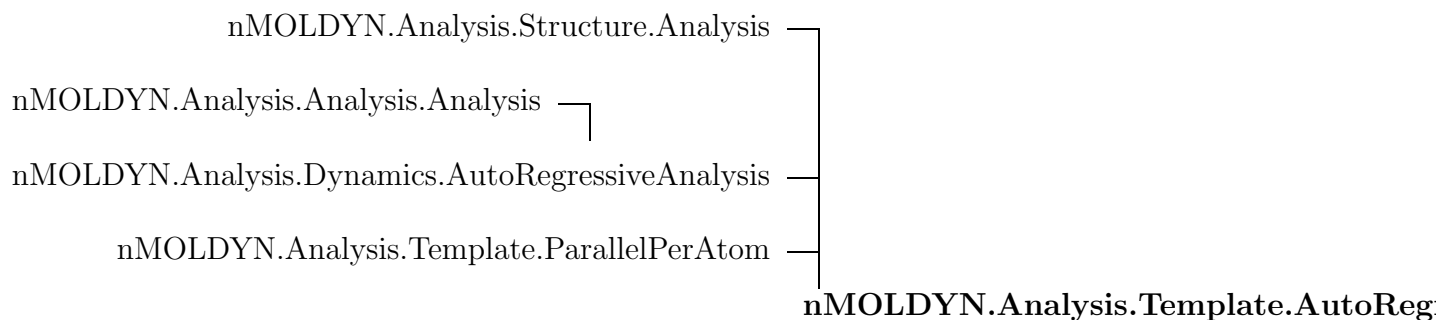 nMOLDYN.Analysis.Structure.Analysis
nMOLDYN.Analysis.Analysis.Analysis
nMOLDYN.Analysis.Dynamics.AutoRegressiveAnalysis
nMOLDYN.Analysis.Template.ParallelPerAtom
nMOLDYN.Analysis.Template.AutoReg